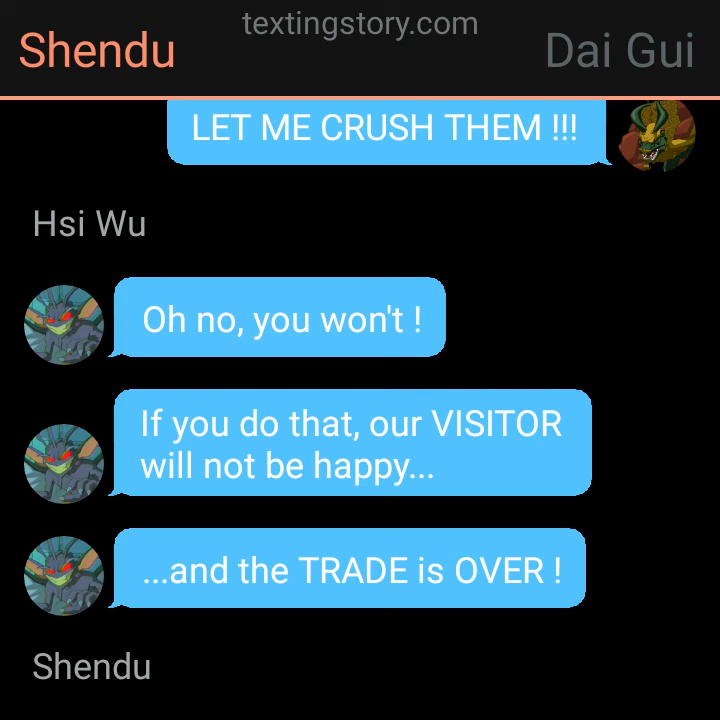 textingstory.com
Shendu
Dai Gui
LET ME CRUSH THEM !!!
Hsi Wu
Oh no, you won't !
If you do that, our VISITOR
will not be happy...
...and the TRADE is OVER !
Shendu